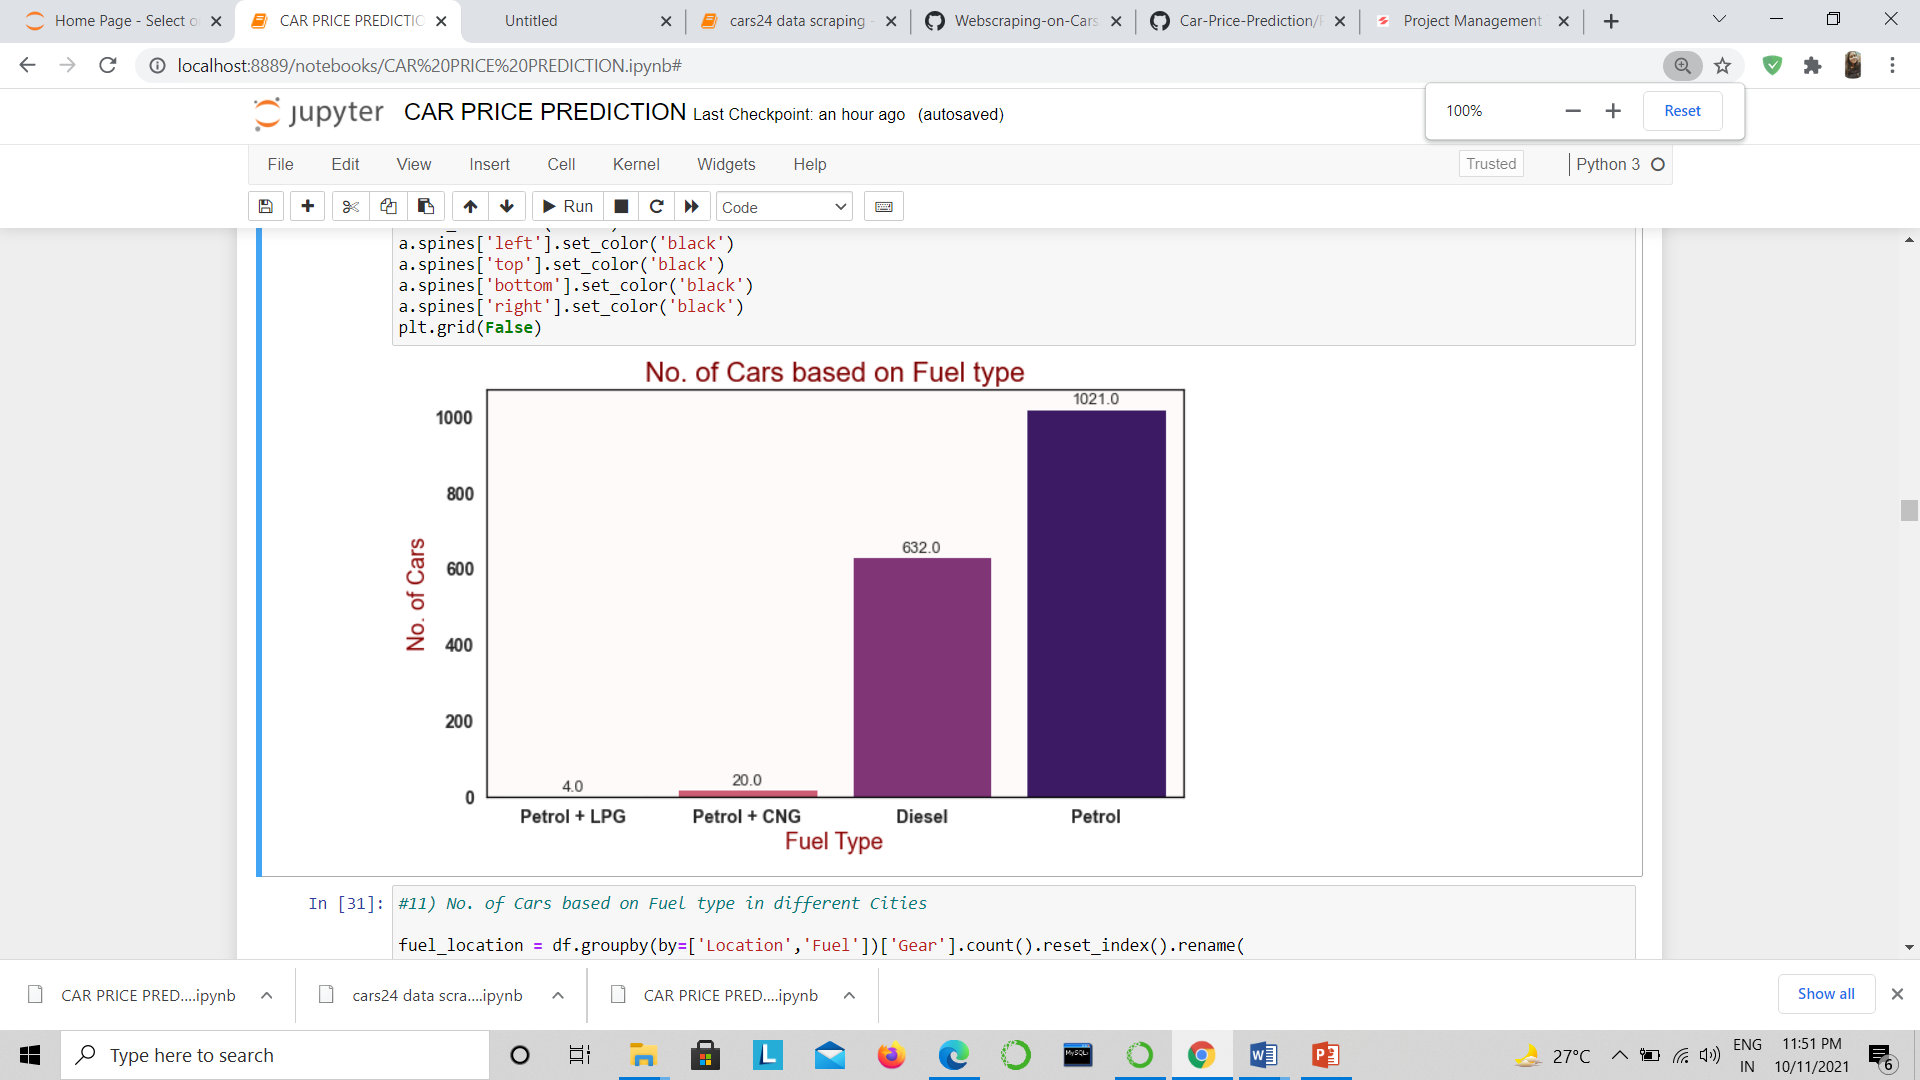 Home Page - Select o
CAR PRICE PREDICTIO
Untitled
cars24 data scraping -
Webscraping-on-Cars
Car-Price-Prediction/
Project Management
localhost:8889/notebooks/CAR%20PRICE%20PREDICTION.ipynb#
100%
Reset
jupyter CAR PRICE PREDICTION Last Checkpoint: an hour ago (autosaved)
File Edit View Insert Cell Kernel Widgets Help
Trusted
Python 3
Run
Code
a.spines['left'].set_color('black')
a.spines['top'].set_color('black')
a.spines['bottom'].set_color('black')
a.spines['right'].set_color('black')
plt.grid(False)
No. of Cars based on Fuel type
1021.0
1000
800
632.0
600
No. of Cars
400
200
20.0
4.0
0
Petrol + LPG Petrol + CNG Diesel Petrol
Fuel Type
In [31]:
#11) No. of Cars based on Fuel type in different Cities
fuel_location = df.groupby(by=['Location','Fuel'])['Gear'].count().reset_index().rename(
CAR PRICE PRED....ipynb
cars24 data scra....ipynb
CAR PRICE PRED....ipynb
Show all
Type here to search
L
MySQL
27°C
ENG
IN
11:51 PM
10/11/2021
6